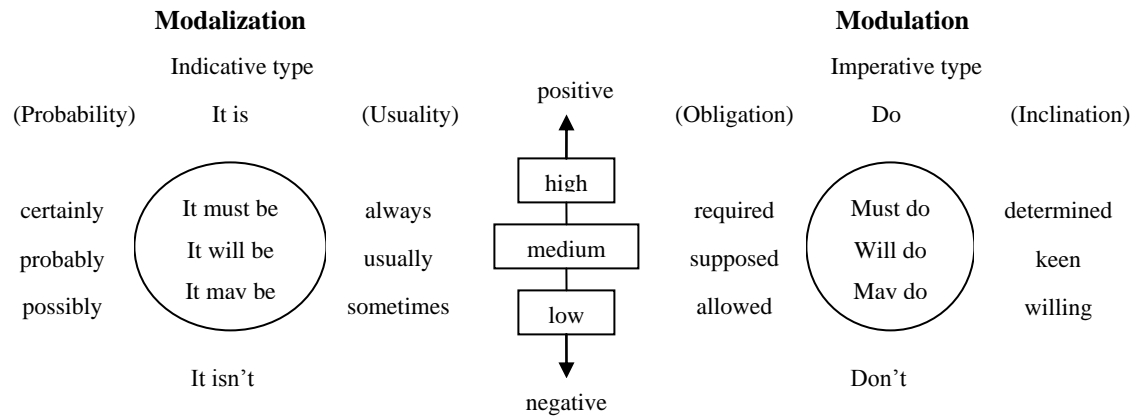 Modalization Modulation
Indicative type Imperative type
positive
(Probability) It is (Usuality) (Obligation) Do (Inclination)
high
certainly It must be always required Must do determined
probably It will be usually medium supposed Will do keen
possibly It may be sometimes low allowed May do willing
It isn't Don't
negative